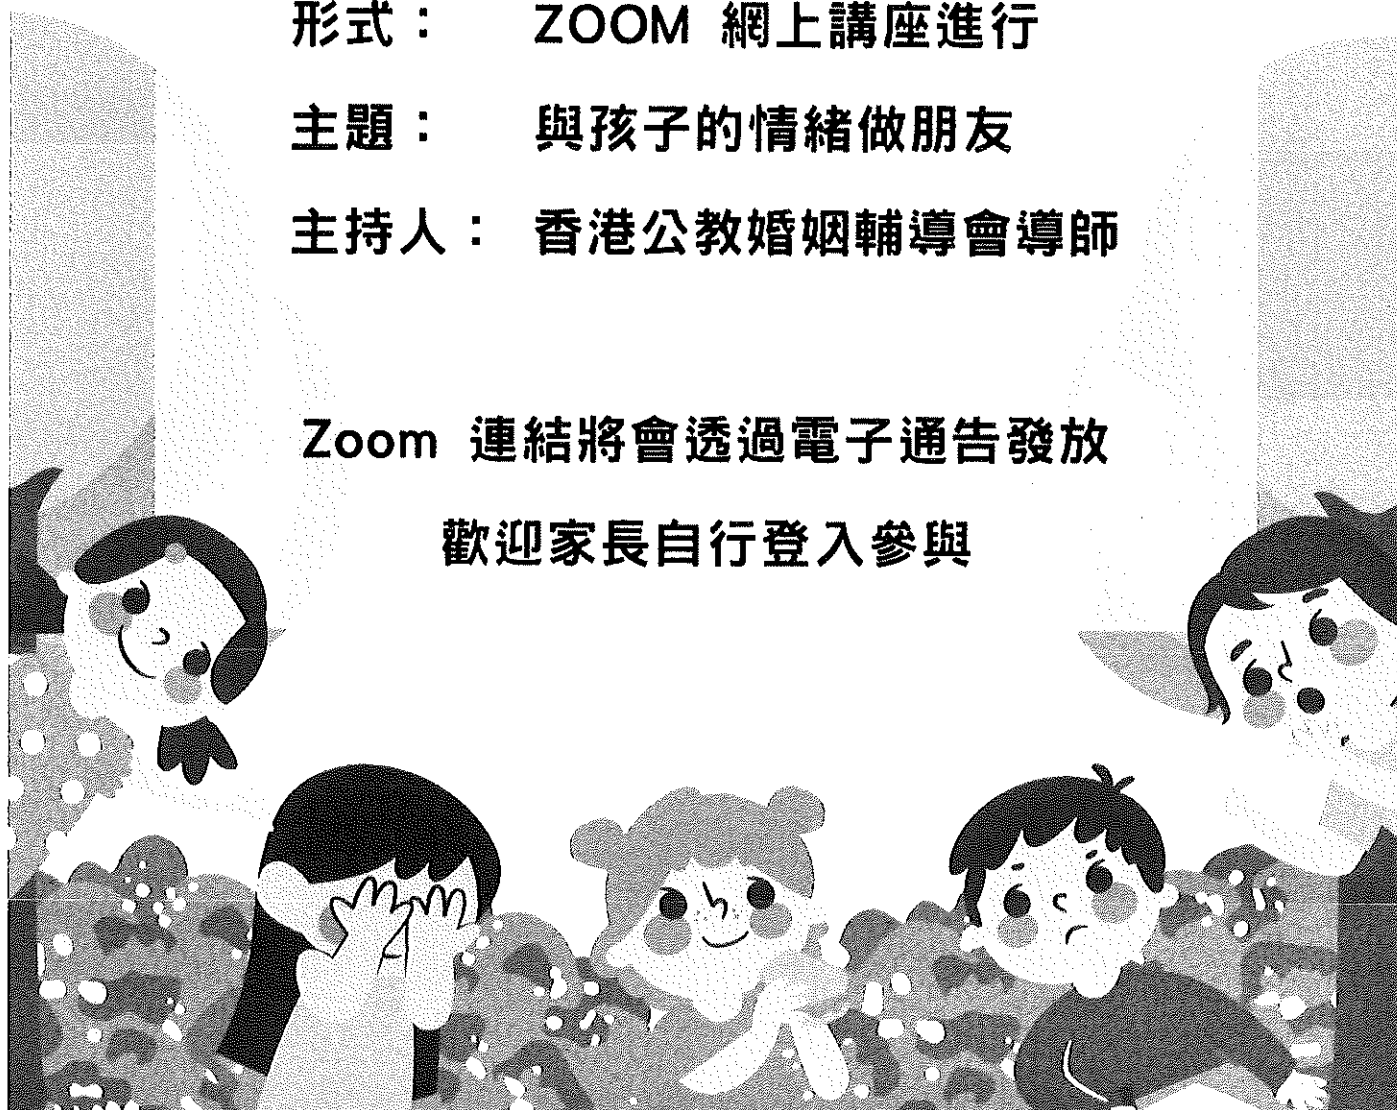 形式： ZOOM 網上講座進行
主題： 與孩子的情緒做朋友
主持人： 香港公教婚姻輔導會導師
Zoom 連結將會透過電子通告發放
歡迎家長自行登入參與